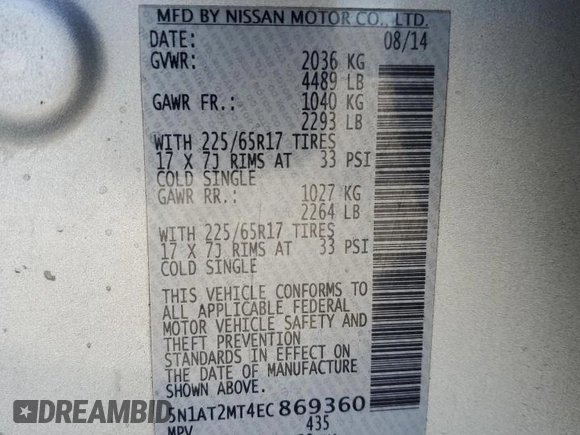 MFD BY NISSAN MOTOR CO., LTD.
DATE: 08/14
GVWR: 2036 KG
4489 LB
GAWR FR.: 1040 KG
2293 LB
WITH 225/65R17 TIRES
17 X 7J RIMS AT 33 PSI
COLD SINGLE
GAWR RR.: 1027 KG
2264 LB
WITH 225/65R17 TIRES
17 X 7J RIMS AT 33 PSI
COLD SINGLE
THIS VEHICLE CONFORMS TO
ALL APPLICABLE FEDERAL
MOTOR VEHICLE SAFETY AND
THEFT PREVENTION
STANDARDS IN EFFECT ON
THE DATE OF MANUFACTURE
SHOWN ABOVE.
5N1AT2MT4EC869360
MPV 435
DREAMBID.COM